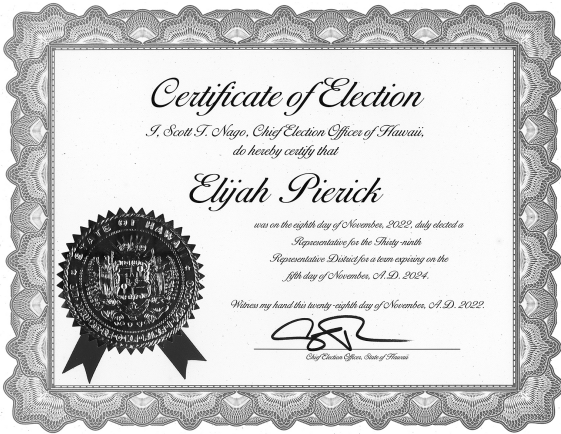 Certificate of Election
I, Scott T. Nago, Chief Election Officer of Hawaii,
do hereby certify that
Elijah Pierick
was on the eighth day of November, 2022, duly elected a
Representative for the Thirty-ninth
Representative District for a term expiring on the
fifth day of November, A.D. 2024.
Witness my hand this twenty-eighth day of November, A.D. 2022.
Chief Election Officer, State of Hawaii
STATE OF HAWAII